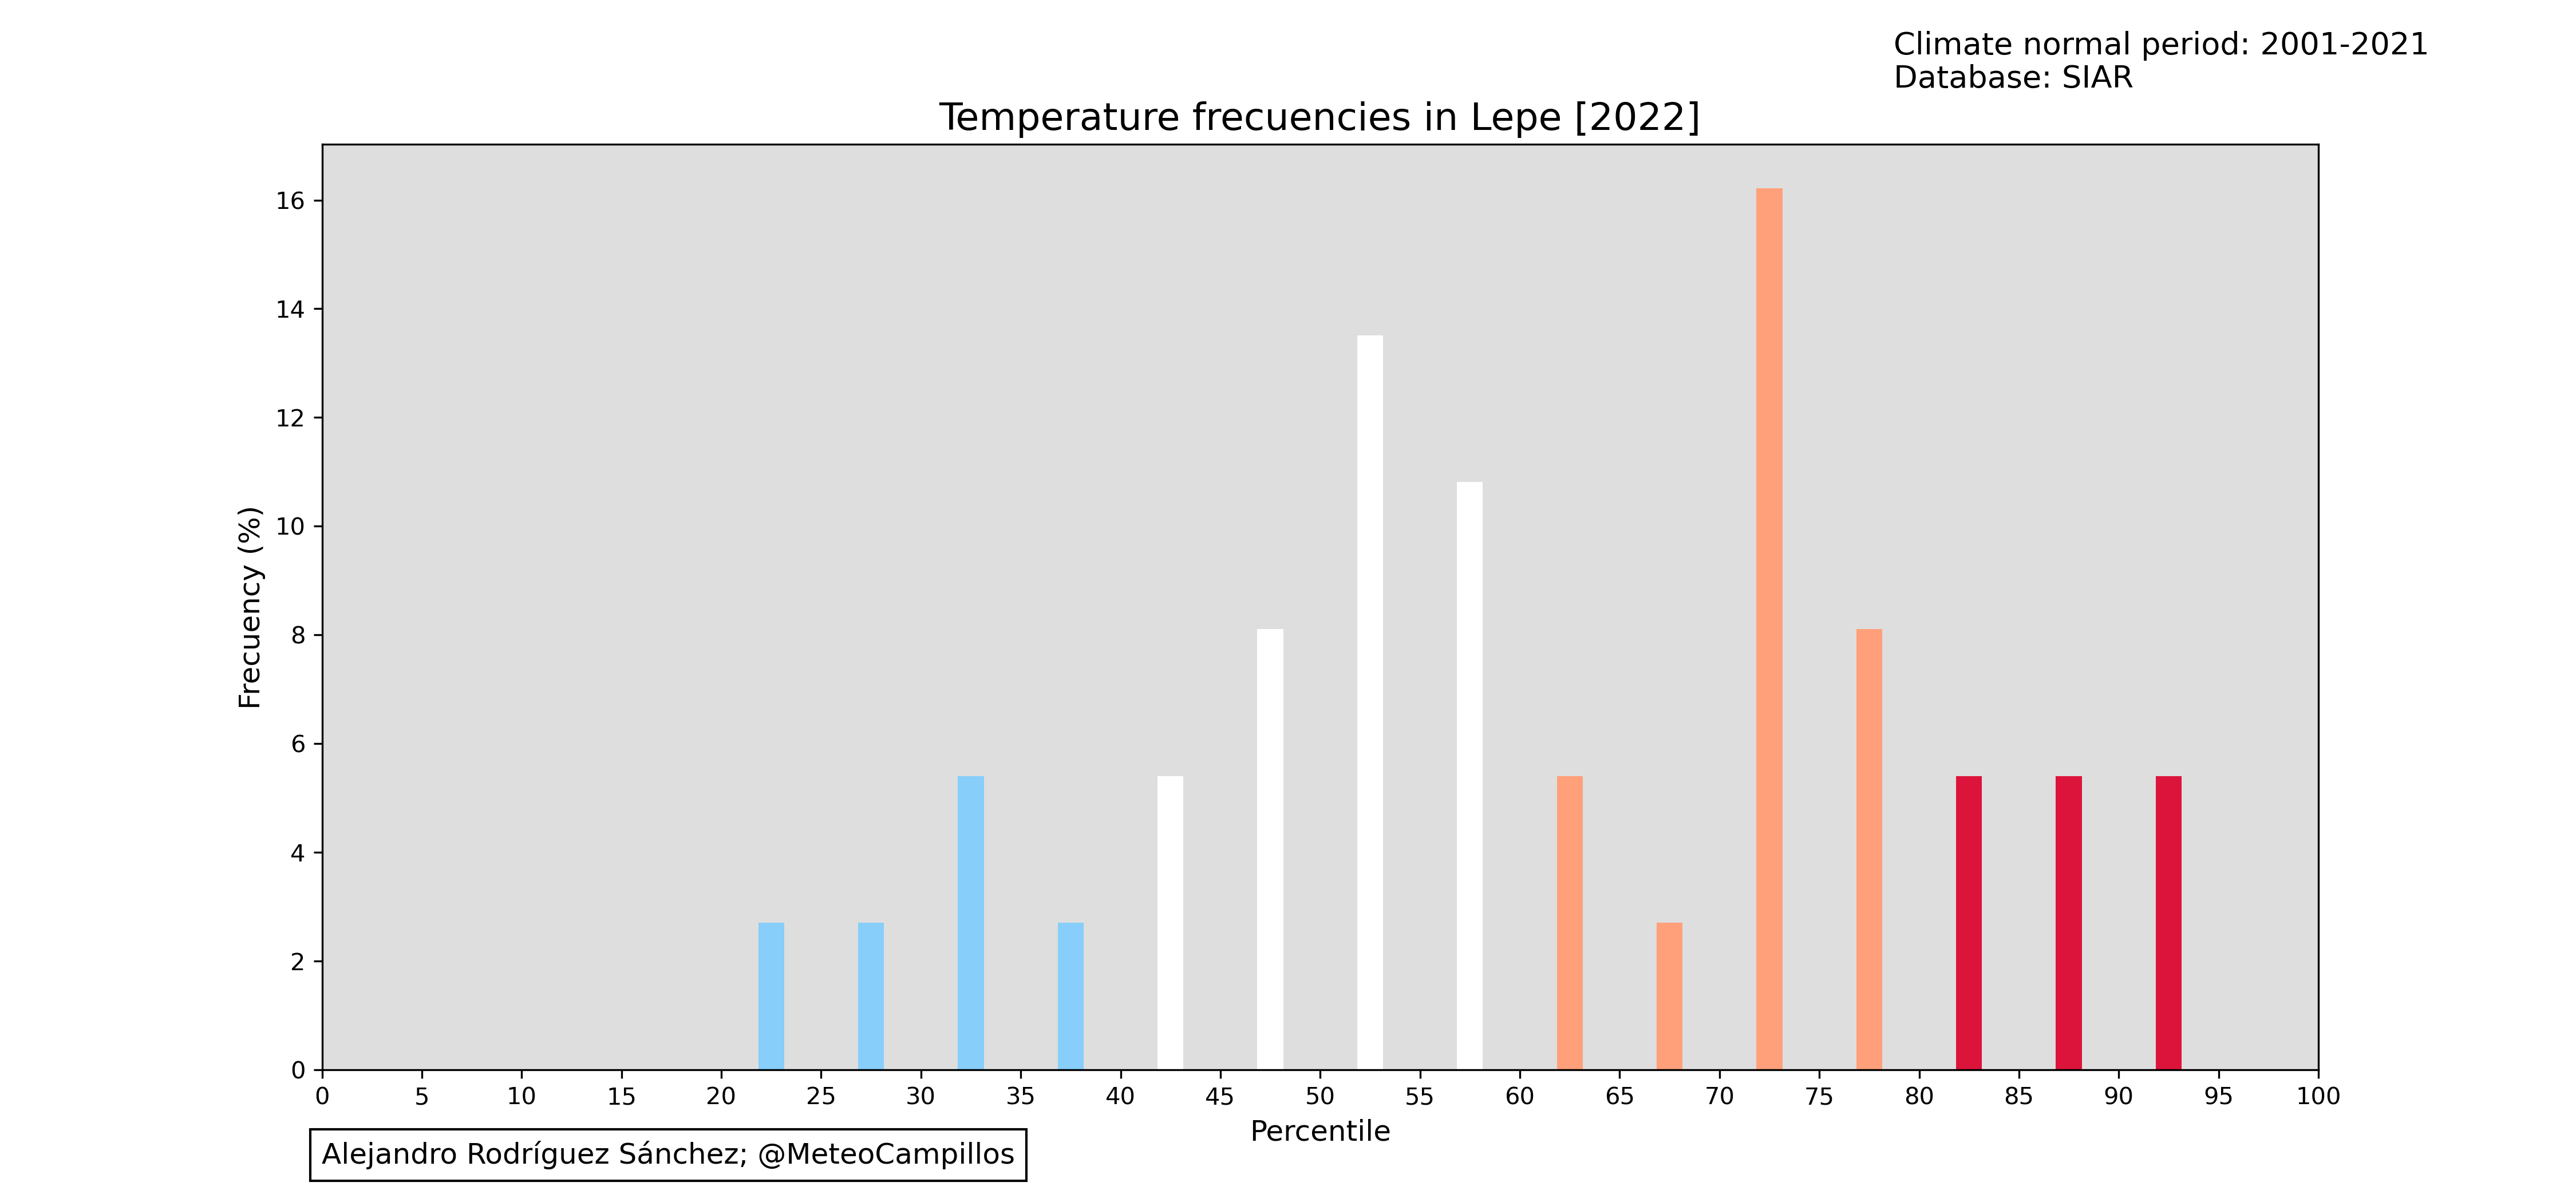 Climate normal period: 2001-2021
Database: SIAR
Temperature frecuencies in Lepe [2022]
Frecuency (%)
16
14
12
10
8
6
4
2
0
0 5 10 15 20 25 30 35 40 45 50 55 60 65 70 75 80 85 90 95 100
Percentile
Alejandro Rodríguez Sánchez; @MeteoCampillos